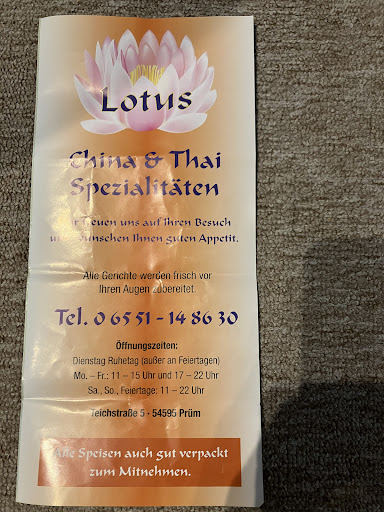 Lotus
China & Thai
Spezialitäten
freuen uns auf Ihren Besuch
wünschen Ihnen guten Appetit.
Alle Gerichte werden frisch vor
Ihren Augen zubereitet.
Tel. 0 65 51 - 14 86 30
Öffnungszeiten:
Dienstag Ruhetag (außer an Feiertagen)
Mo. – Fr.: 11 – 15 Uhr und 17 – 22 Uhr
Sa., So., Feiertage: 11 – 22 Uhr
Teichstraße 5 · 54595 Prüm
Alle Speisen auch gut verpackt
zum Mitnehmen.